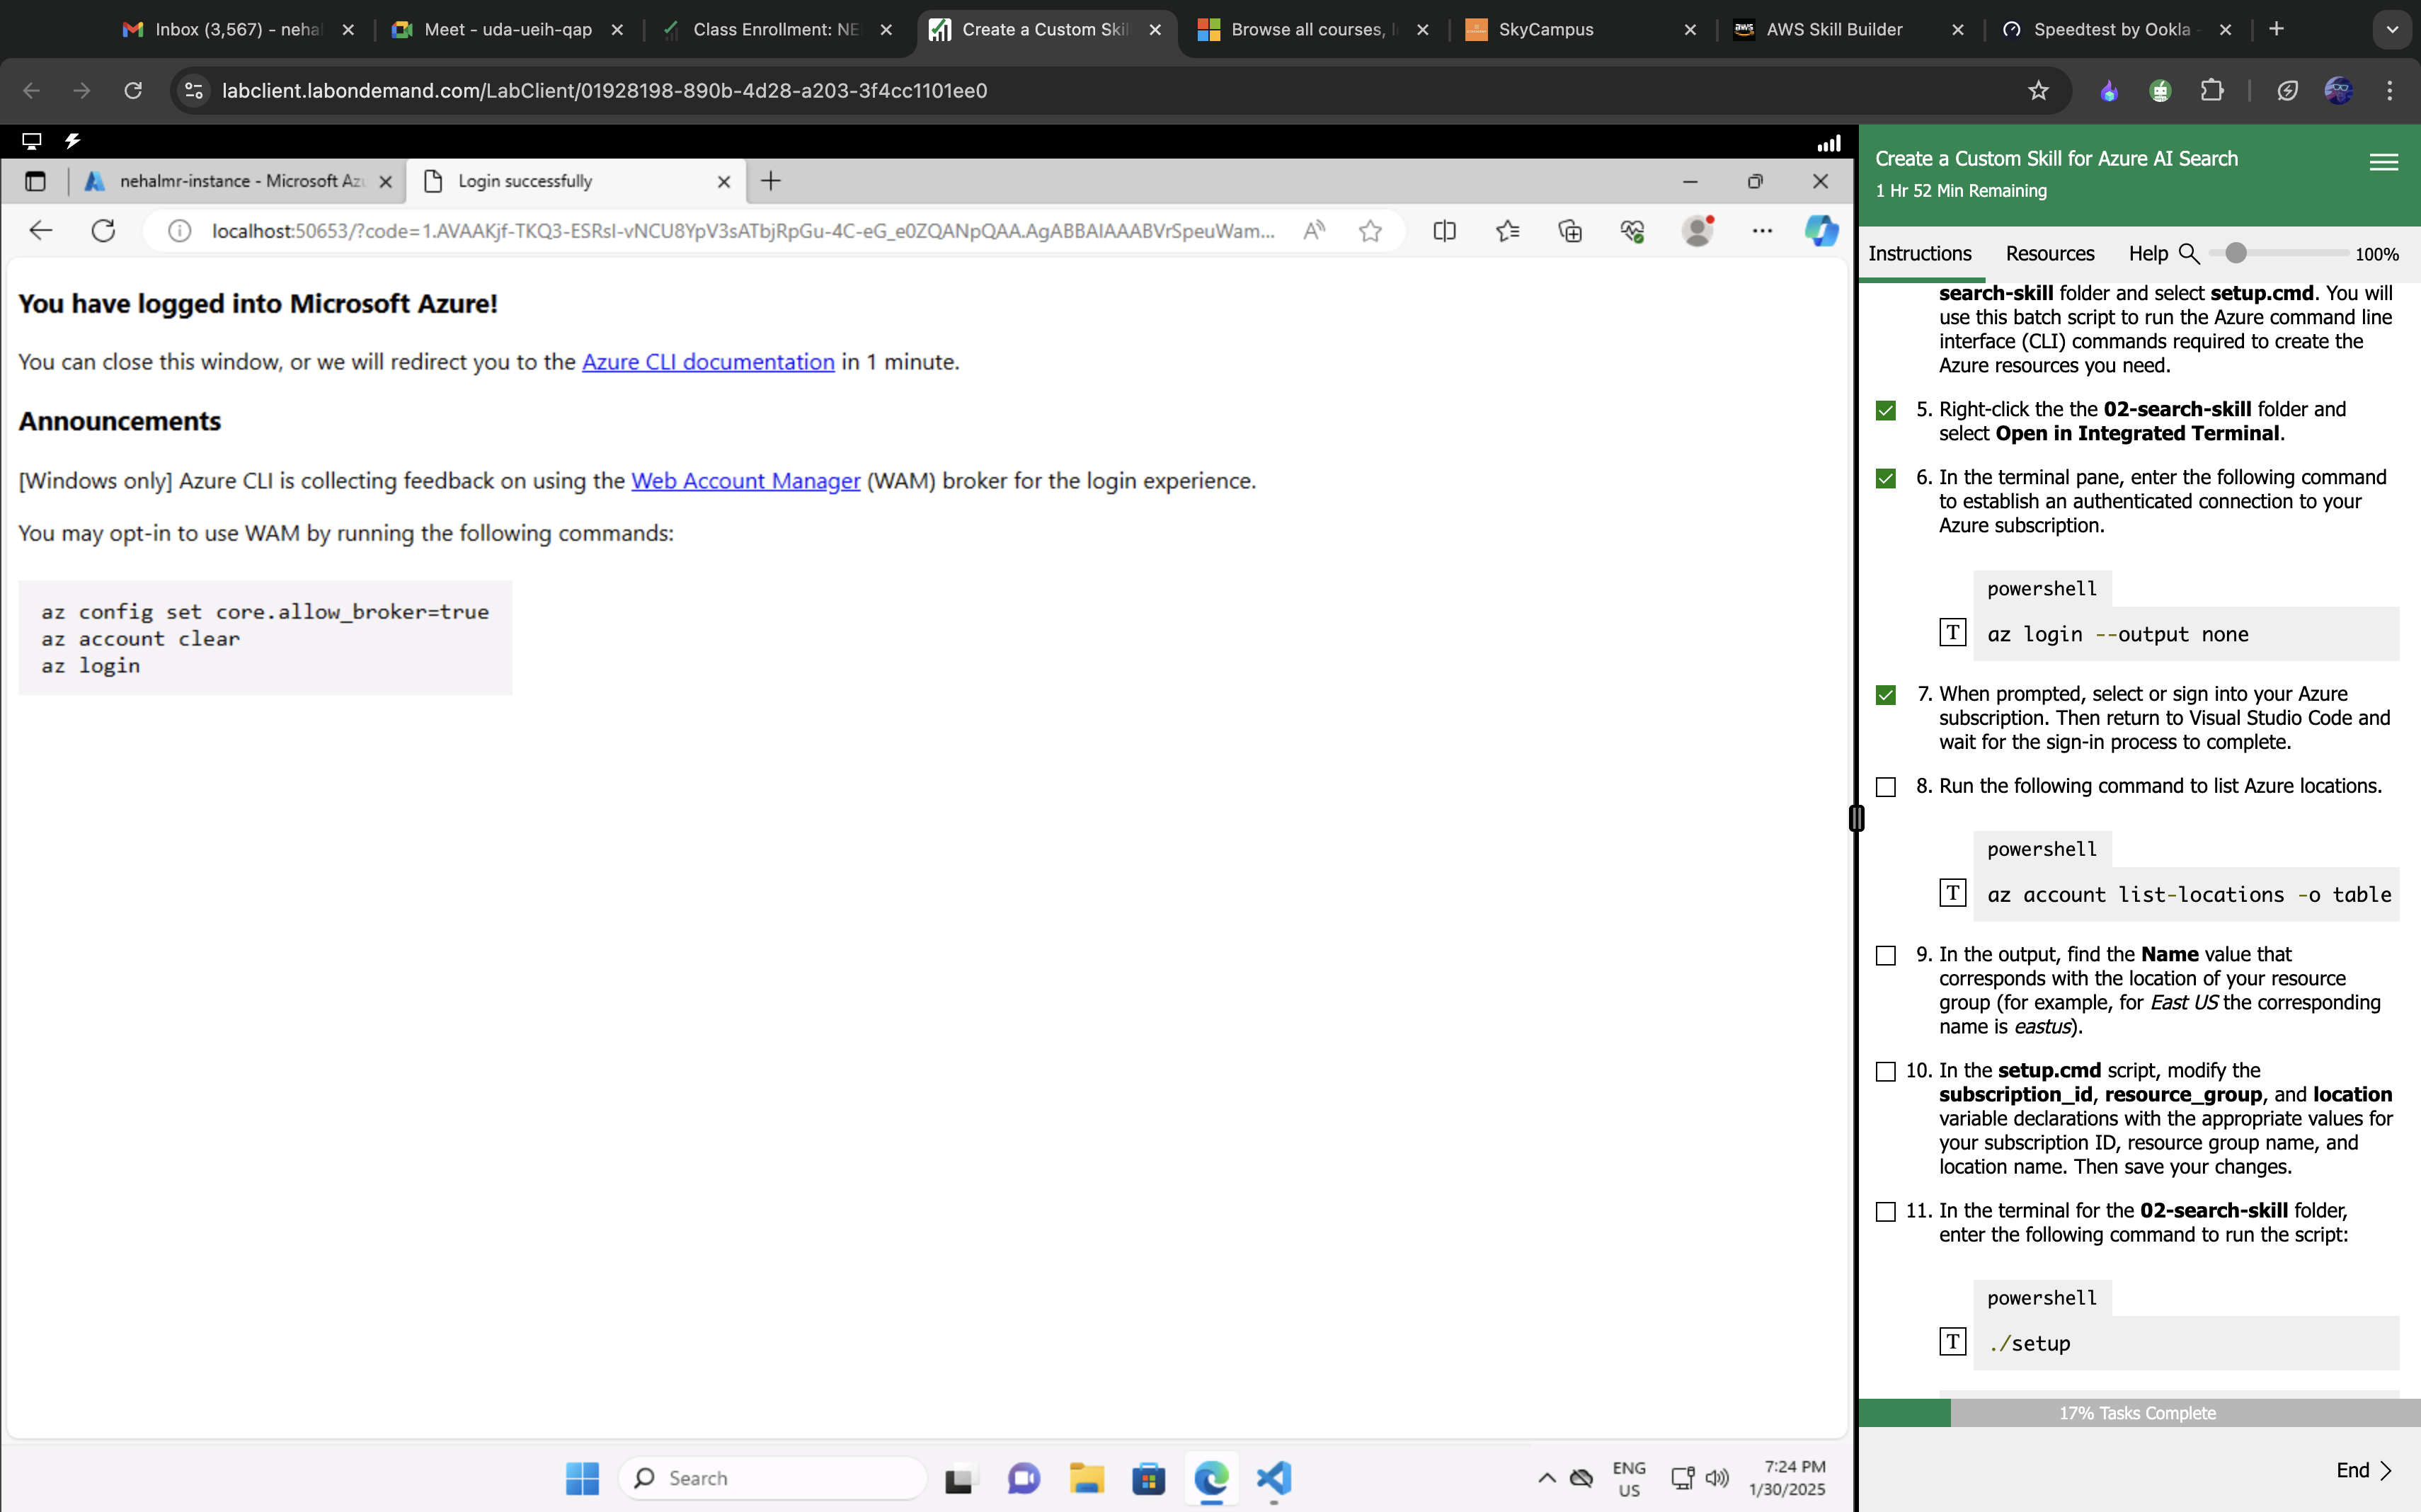 Inbox (3,567) - neha
Meet - uda-ueih-qap
Class Enrollment: NE
Create a Custom Skil
Browse all courses, l
SkyCampus
AWS Skill Builder
Speedtest by Ookla
labclient.labondemand.com/LabClient/01928198-890b-4d28-a203-3f4cc1101ee0
nehalmr-instance - Microsoft Azu
Login successfully
localhost:50653/?code=1.AVAAKjf-TKQ3-ESRsI-vNCU8YpV3sATbjRpGu-4C-eG_e0ZQANpQAA.AgABBAIAAABVrSpeuWam...
You have logged into Microsoft Azure!
You can close this window, or we will redirect you to the Azure CLI documentation in 1 minute.
Announcements
[Windows only] Azure CLI is collecting feedback on using the Web Account Manager (WAM) broker for the login experience.
You may opt-in to use WAM by running the following commands:
az config set core.allow_broker=true
az account clear
az login
Search
ENG
US
7:24 PM
1/30/2025
Create a Custom Skill for Azure AI Search
1 Hr 52 Min Remaining
Instructions Resources Help 100%
search-skill folder and select setup.cmd. You will
use this batch script to run the Azure command line
interface (CLI) commands required to create the
Azure resources you need.
5. Right-click the the 02-search-skill folder and
select Open in Integrated Terminal.
6. In the terminal pane, enter the following command
to establish an authenticated connection to your
Azure subscription.
powershell
T az login --output none
7. When prompted, select or sign into your Azure
subscription. Then return to Visual Studio Code and
wait for the sign-in process to complete.
8. Run the following command to list Azure locations.
powershell
T az account list-locations -o table
9. In the output, find the Name value that
corresponds with the location of your resource
group (for example, for East US the corresponding
name is eastus).
10. In the setup.cmd script, modify the
subscription_id, resource_group, and location
variable declarations with the appropriate values for
your subscription ID, resource group name, and
location name. Then save your changes.
11. In the terminal for the 02-search-skill folder,
enter the following command to run the script:
powershell
T ./setup
17% Tasks Complete
End